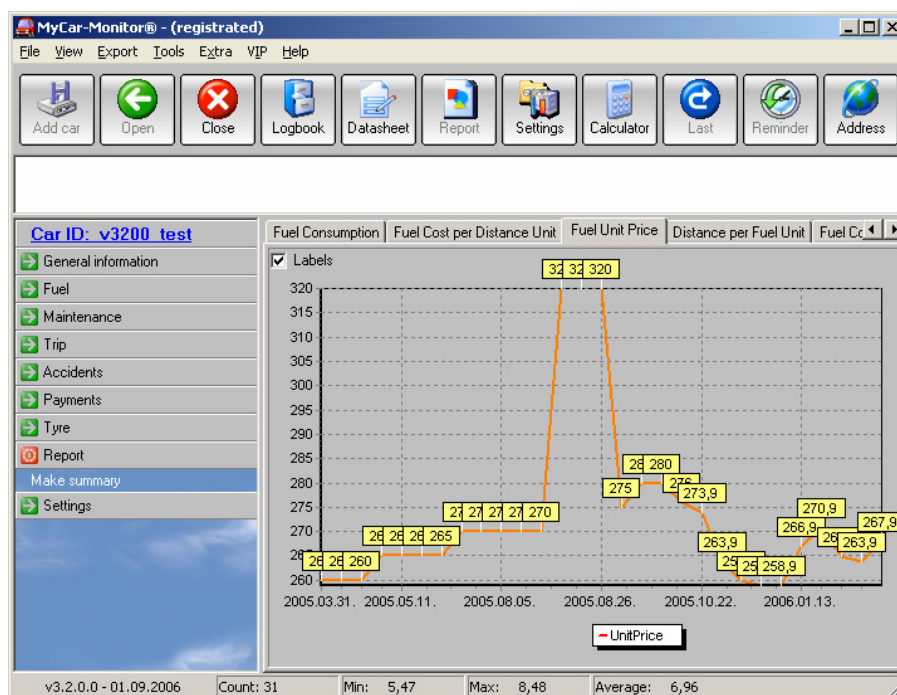 MyCar-Monitor® - (registrated)
File View Export Tools Extra VIP Help
Add car Open Close Logbook Datasheet Report Settings Calculator Last Reminder Address
Car ID: v3200_test
General information
Fuel
Maintenance
Trip
Accidents
Payments
Tyre
Report
Make summary
Settings
Fuel Consumption Fuel Cost per Distance Unit Fuel Unit Price Distance per Fuel Unit Fuel
Labels
320
320
315
310
305
300
295
290
285
280
280
275
275
273,9
270
270
270,9
266,9
267,9
265
265
263,9
263,9
260
260
258,9
2005.03.31. 2005.05.11. 2005.08.05. 2005.08.26. 2005.10.22. 2006.01.13.
UnitPrice
v3.2.0.0 - 01.09.2006 Count: 31 Min: 5,47 Max: 8,48 Average: 6,96